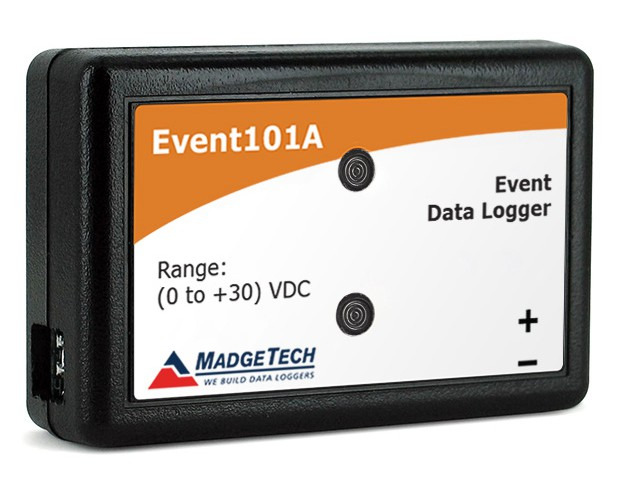 Event101A
Event
Data Logger
Range:
(0 to +30) VDC
+
–
MADGETECH
WE BUILD DATA LOGGERS